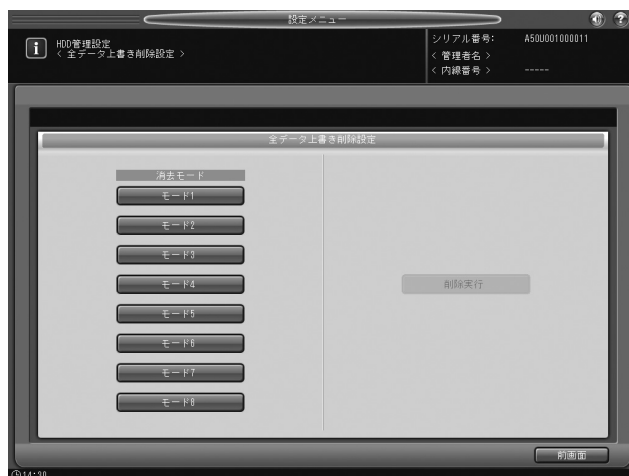 設定メニュー
HDD管理設定
< 全データ上書き削除設定 >
シリアル番号: A50U001000011
< 管理者名 >
< 内線番号 > -----
全データ上書き削除設定
消去モード
モード1
モード2
モード3
モード4
モード5
モード6
モード7
モード8
削除実行
前画面
14:30